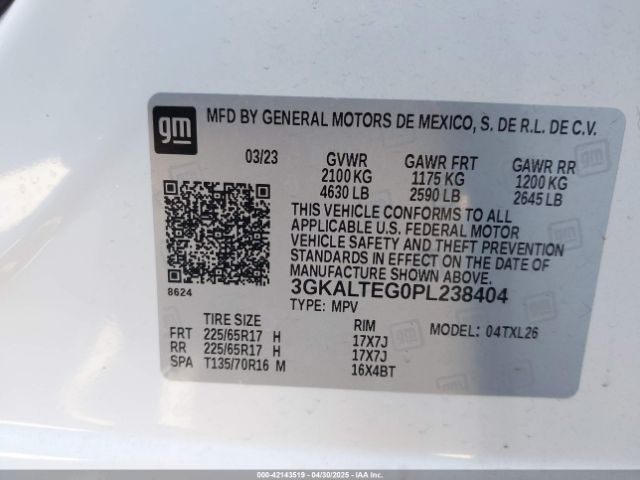 gm
MFD BY GENERAL MOTORS DE MEXICO, S. DE R.L. DE C.V.
03/23 GVWR GAWR FRT GAWR RR
2100 KG 1175 KG 1200 KG
4630 LB 2590 LB 2645 LB
THIS VEHICLE CONFORMS TO ALL
APPLICABLE U.S. FEDERAL MOTOR
VEHICLE SAFETY AND THEFT PREVENTION
STANDARDS IN EFFECT ON THE DATE OF
MANUFACTURE SHOWN ABOVE.
8624
3GKALTEG0PL238404
TYPE: MPV
TIRE SIZE RIM MODEL: 04TXL26
FRT 225/65R17 H 17X7J
RR 225/65R17 H 17X7J
SPA T135/70R16 M 16X4BT
000-42143519 - 04/30/2025 - IAAI.COM